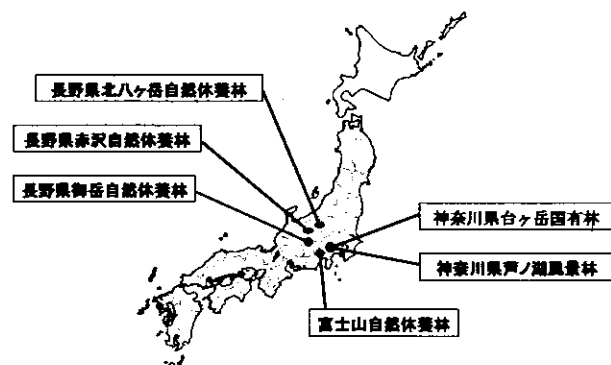 長野県北八ヶ岳自然休養林
長野県赤沢自然休養林
長野県御岳自然休養林
神奈川県台ヶ岳国有林
神奈川県芦ノ湖風景林
富士山自然休養林